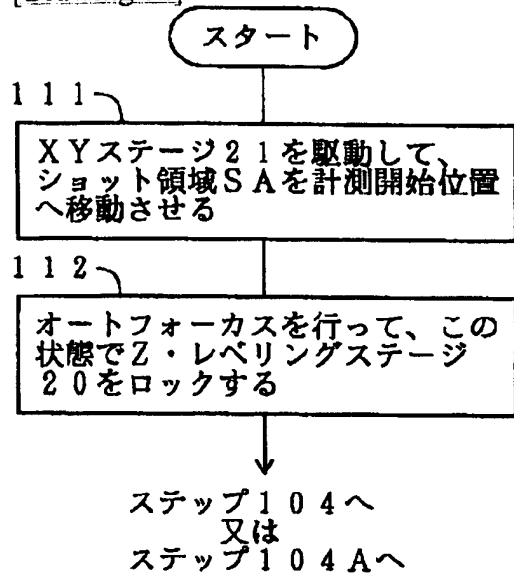 スタート
１１１
ＸＹステージ２１を駆動して、
ショット領域ＳＡを計測開始位置
へ移動させる
１１２
オートフォーカスを行って、この
状態でＺ・レベリングステージ
２０をロックする
ステップ１０４へ
又は
ステップ１０４Ａへ